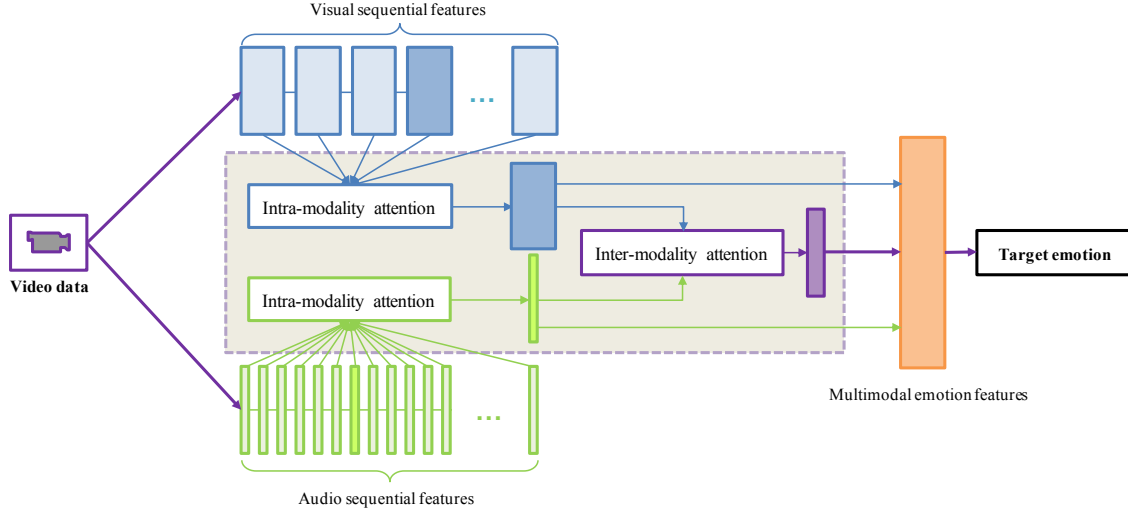 Visual sequential features
...
Intra-modality attention
Inter-modality attention
Target emotion
Video data
Intra-modality attention
Multimodal emotion features
...
Audio sequential features